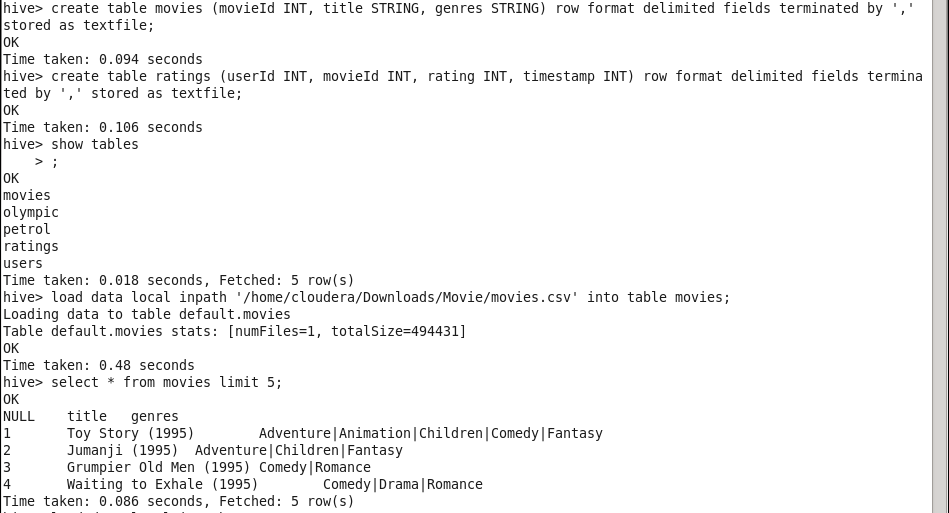 hive> create table movies (movieId INT, title STRING, genres STRING) row format delimited fields terminated by ','
stored as textfile;
OK
Time taken: 0.094 seconds
hive> create table ratings (userId INT, movieId INT, rating INT, timestamp INT) row format delimited fields termina
ted by ',' stored as textfile;
OK
Time taken: 0.106 seconds
hive> show tables
    > ;
OK
movies
olympic
petrol
ratings
users
Time taken: 0.018 seconds, Fetched: 5 row(s)
hive> load data local inpath '/home/cloudera/Downloads/Movie/movies.csv' into table movies;
Loading data to table default.movies
Table default.movies stats: [numFiles=1, totalSize=494431]
OK
Time taken: 0.48 seconds
hive> select * from movies limit 5;
OK
NULL    title   genres
1       Toy Story (1995)        Adventure|Animation|Children|Comedy|Fantasy
2       Jumanji (1995)  Adventure|Children|Fantasy
3       Grumpier Old Men (1995) Comedy|Romance
4       Waiting to Exhale (1995)        Comedy|Drama|Romance
Time taken: 0.086 seconds, Fetched: 5 row(s)